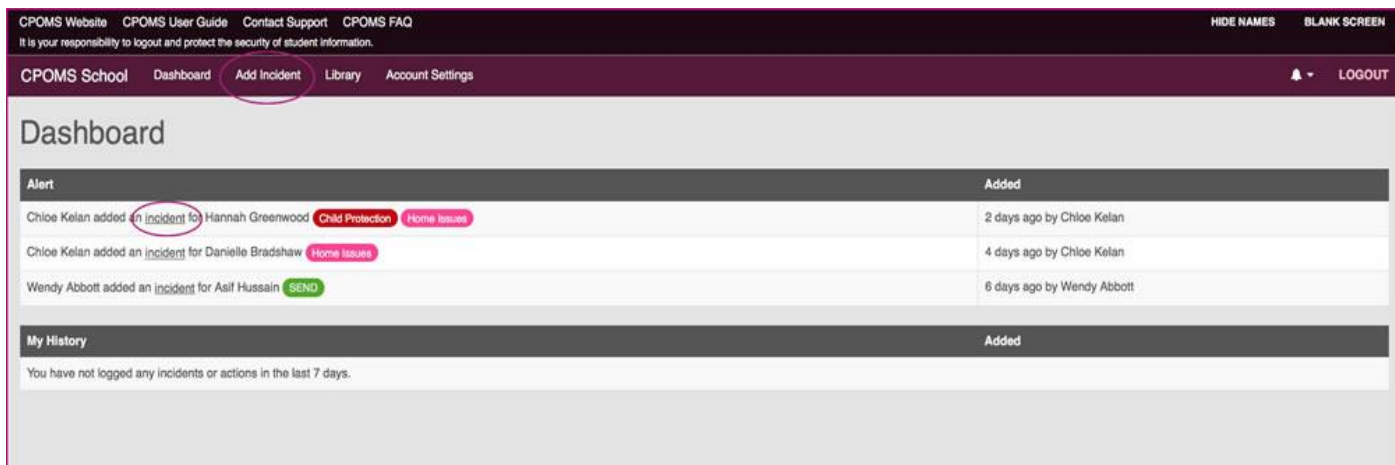 CPOMS Website CPOMS User Guide Contact Support CPOMS FAQ HIDE NAMES BLANK SCREEN
It is your responsibility to logout and protect the security of student information.
CPOMS School Dashboard Add Incident Library Account Settings LOGOUT
Dashboard
Alert Added
Chloe Kelan added an incident for Hannah Greenwood Child Protection Home Issues 2 days ago by Chloe Kelan
Chloe Kelan added an incident for Danielle Bradshaw Home Issues 4 days ago by Chloe Kelan
Wendy Abbott added an incident for Asif Hussain SEND 6 days ago by Wendy Abbott
My History Added
You have not logged any incidents or actions in the last 7 days.